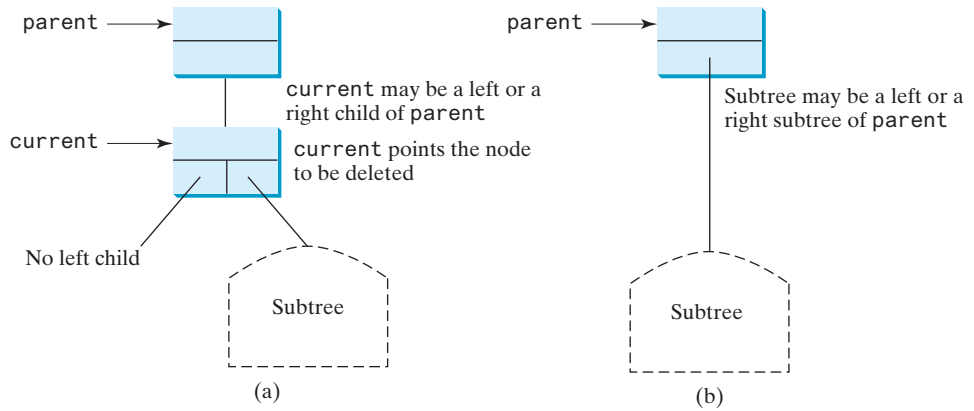 parent
current may be a left or a
right child of parent
current
current points the node
to be deleted
No left child
Subtree
(a)
parent
Subtree may be a left or a
right subtree of parent
Subtree
(b)